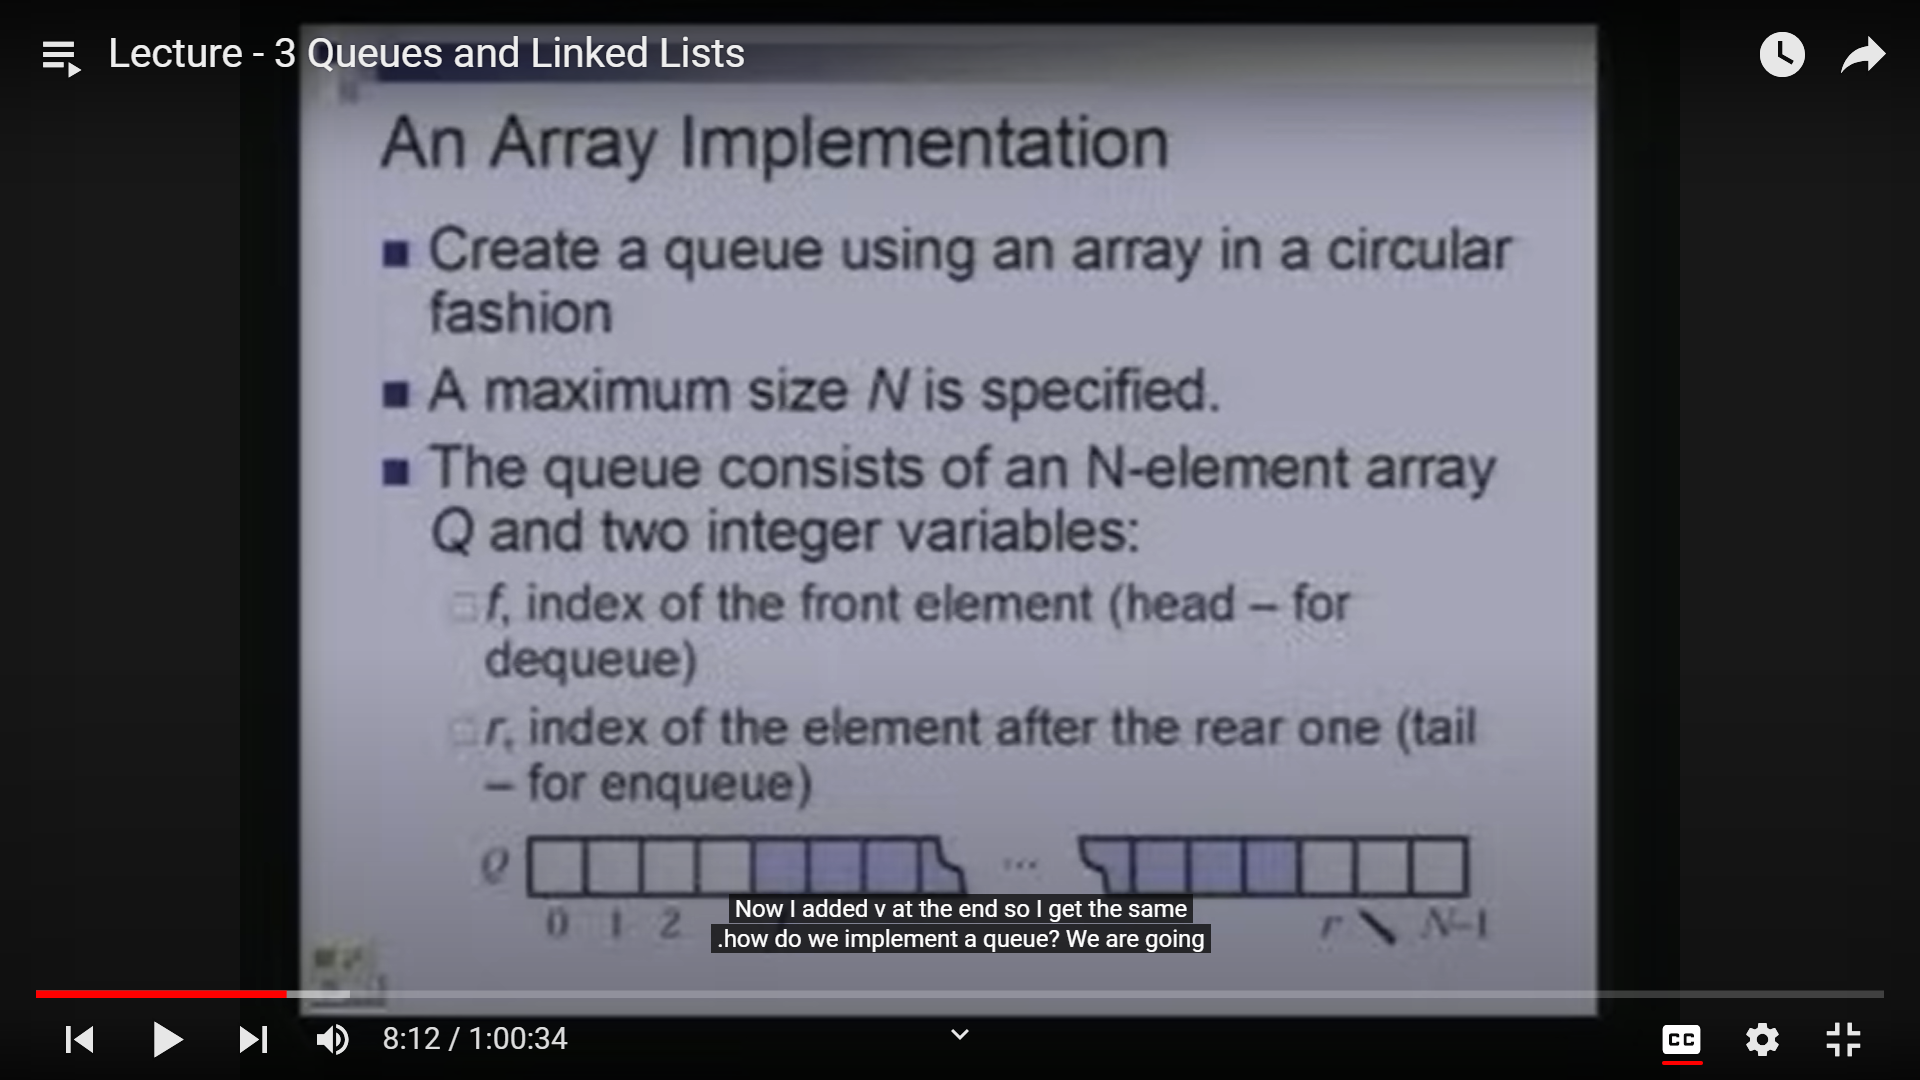 Lecture - 3 Queues and Linked Lists
An Array Implementation
Create a queue using an array in a circular
fashion
A maximum size N is specified.
The queue consists of an N-element array
Q and two integer variables:
f, index of the front element (head – for
dequeue)
r, index of the element after the rear one (tail
– for enqueue)
Q ...
0 1 2 r N–1
Now I added v at the end so I get the same
.how do we implement a queue? We are going
8:12 / 1:00:34
CC